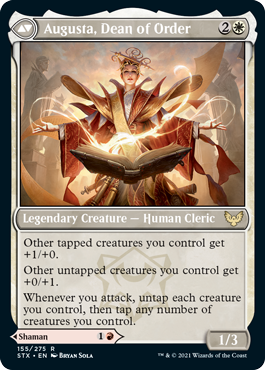 Augusta, Dean of Order 2
Legendary Creature — Human Cleric
Other tapped creatures you control get
+1/+0.
Other untapped creatures you control get
+0/+1.
Whenever you attack, untap each creature
you control, then tap any number of
creatures you control.
Shaman 1
1/3
155/275 R
STX • EN Bryan Sola
™ & © 2021 Wizards of the Coast